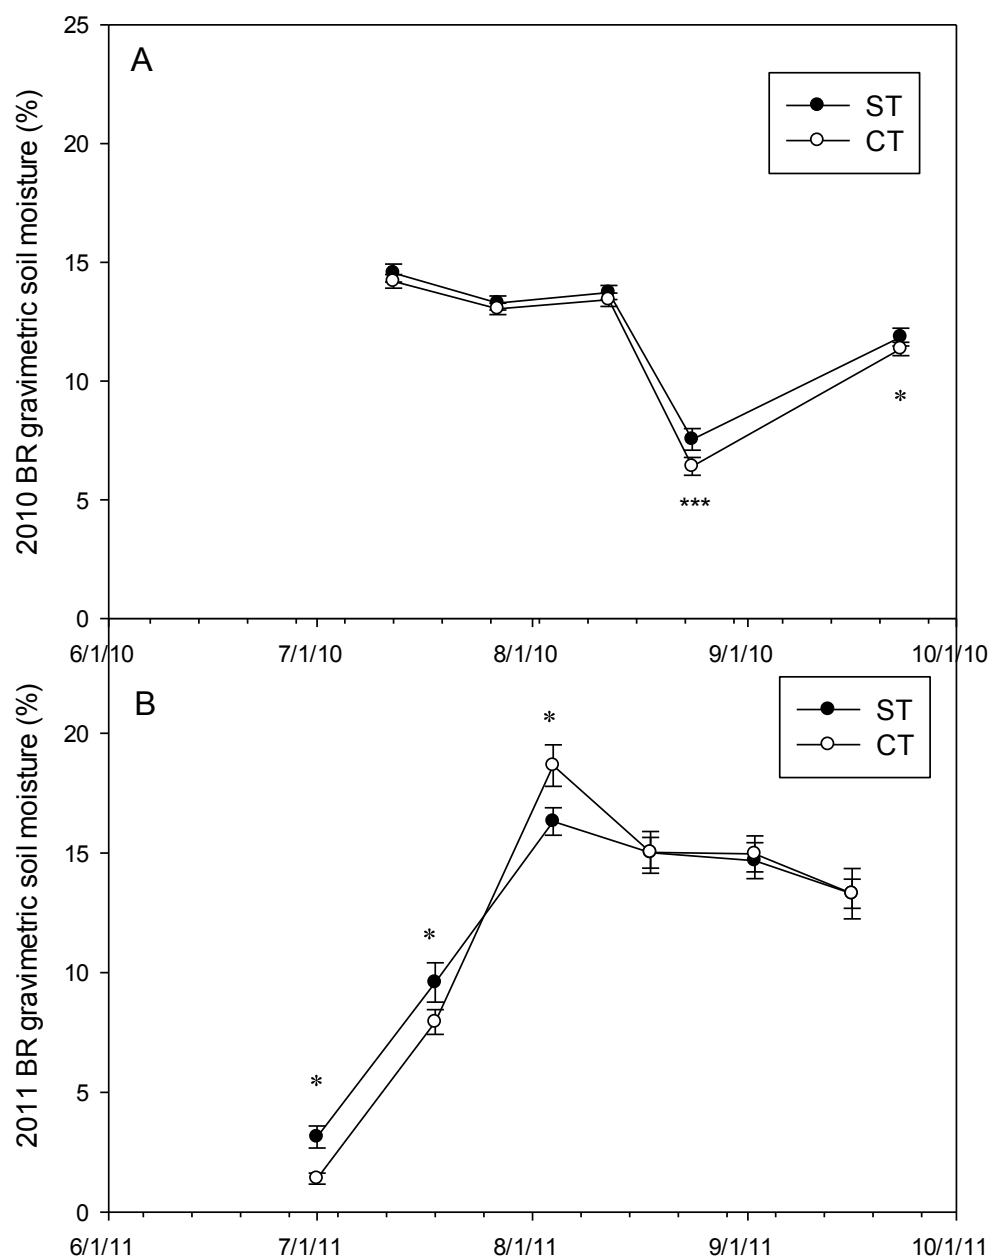 A
ST
CT
2010 BR gravimetric soil moisture (%)
25
20
15
10
5
0
***
*
6/1/10 7/1/10 8/1/10 9/1/10 10/1/10
B
ST
CT
2011 BR gravimetric soil moisture (%)
20
15
10
5
0
*
*
*
6/1/11 7/1/11 8/1/11 9/1/11 10/1/11